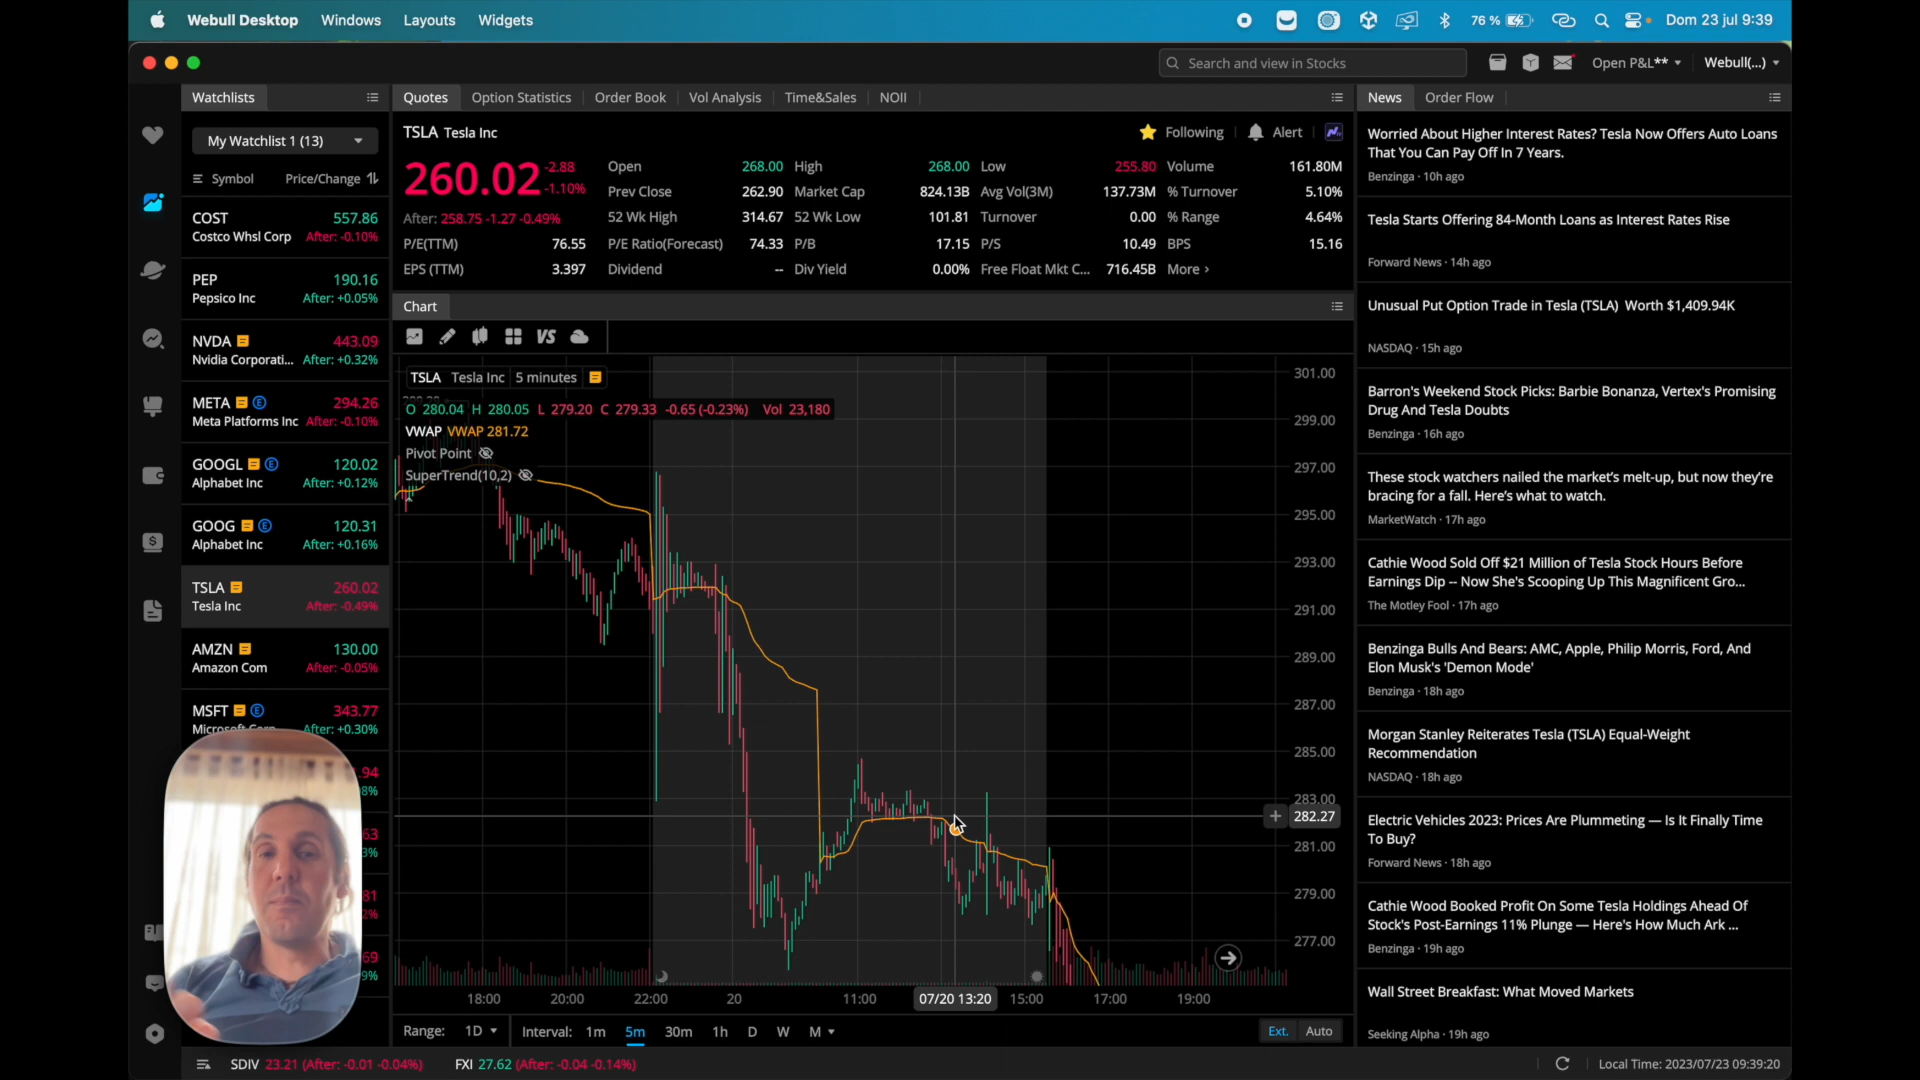 Webull Desktop Windows Layouts Widgets
76 % Dom 23 jul 9:39
Search and view in Stocks
Open P&L** Webull(...)
Watchlists
My Watchlist 1 (13)
Symbol Price/Change
COST 557.86
Costco Whsl Corp After: -0.10%
PEP 190.16
Pepsico Inc After: +0.05%
NVDA 443.09
Nvidia Corporati... After: +0.32%
META E 294.26
Meta Platforms Inc After: -0.10%
GOOGL E 120.02
Alphabet Inc After: +0.12%
GOOG E 120.31
Alphabet Inc After: +0.16%
TSLA 260.02
Tesla Inc After: -0.49%
AMZN 130.00
Amazon Com After: -0.05%
MSFT E 343.77
Microsoft Corp After: +0.30%
.94
8%
63
3%
81
2%
69
9%
Quotes Option Statistics Order Book Vol Analysis Time&Sales NOII
TSLA Tesla Inc
Following Alert
260.02 -2.88
-1.10%
After: 258.75 -1.27 -0.49%
Open 268.00 High 268.00 Low 255.80 Volume 161.80M
Prev Close 262.90 Market Cap 824.13B Avg Vol(3M) 137.73M % Turnover 5.10%
52 Wk High 314.67 52 Wk Low 101.81 Turnover 0.00 % Range 4.64%
P/E(TTM) 76.55 P/E Ratio(Forecast) 74.33 P/B 17.15 P/S 10.49 BPS 15.16
EPS (TTM) 3.397 Dividend -- Div Yield 0.00% Free Float Mkt C... 716.45B More >
Chart
VS
TSLA Tesla Inc 5 minutes
O 280.04 H 280.05 L 279.20 C 279.33 -0.65 (-0.23%) Vol 23,180
VWAP VWAP 281.72
Pivot Point
SuperTrend(10,2)
301.00
299.00
297.00
295.00
293.00
291.00
289.00
287.00
285.00
283.00
+ 282.27
281.00
279.00
277.00
18:00 20:00 22:00 20 11:00 07/20 13:20 15:00 17:00 19:00
Range: 1D Interval: 1m 5m 30m 1h D W M Ext. Auto
News Order Flow
Worried About Higher Interest Rates? Tesla Now Offers Auto Loans
That You Can Pay Off In 7 Years.
Benzinga · 10h ago
Tesla Starts Offering 84-Month Loans as Interest Rates Rise
Forward News · 14h ago
Unusual Put Option Trade in Tesla (TSLA) Worth $1,409.94K
NASDAQ · 15h ago
Barron's Weekend Stock Picks: Barbie Bonanza, Vertex's Promising
Drug And Tesla Doubts
Benzinga · 16h ago
These stock watchers nailed the market’s melt-up, but now they’re
bracing for a fall. Here’s what to watch.
MarketWatch · 17h ago
Cathie Wood Sold Off $21 Million of Tesla Stock Hours Before
Earnings Dip -- Now She's Scooping Up This Magnificent Gro...
The Motley Fool · 17h ago
Benzinga Bulls And Bears: AMC, Apple, Philip Morris, Ford, And
Elon Musk's 'Demon Mode'
Benzinga · 18h ago
Morgan Stanley Reiterates Tesla (TSLA) Equal-Weight
Recommendation
NASDAQ · 18h ago
Electric Vehicles 2023: Prices Are Plummeting — Is It Finally Time
To Buy?
Forward News · 18h ago
Cathie Wood Booked Profit On Some Tesla Holdings Ahead Of
Stock's Post-Earnings 11% Plunge — Here's How Much Ark ...
Benzinga · 19h ago
Wall Street Breakfast: What Moved Markets
Seeking Alpha · 19h ago
SDIV 23.21 (After: -0.01 -0.04%) FXI 27.62 (After: -0.04 -0.14%)
Local Time: 2023/07/23 09:39:20